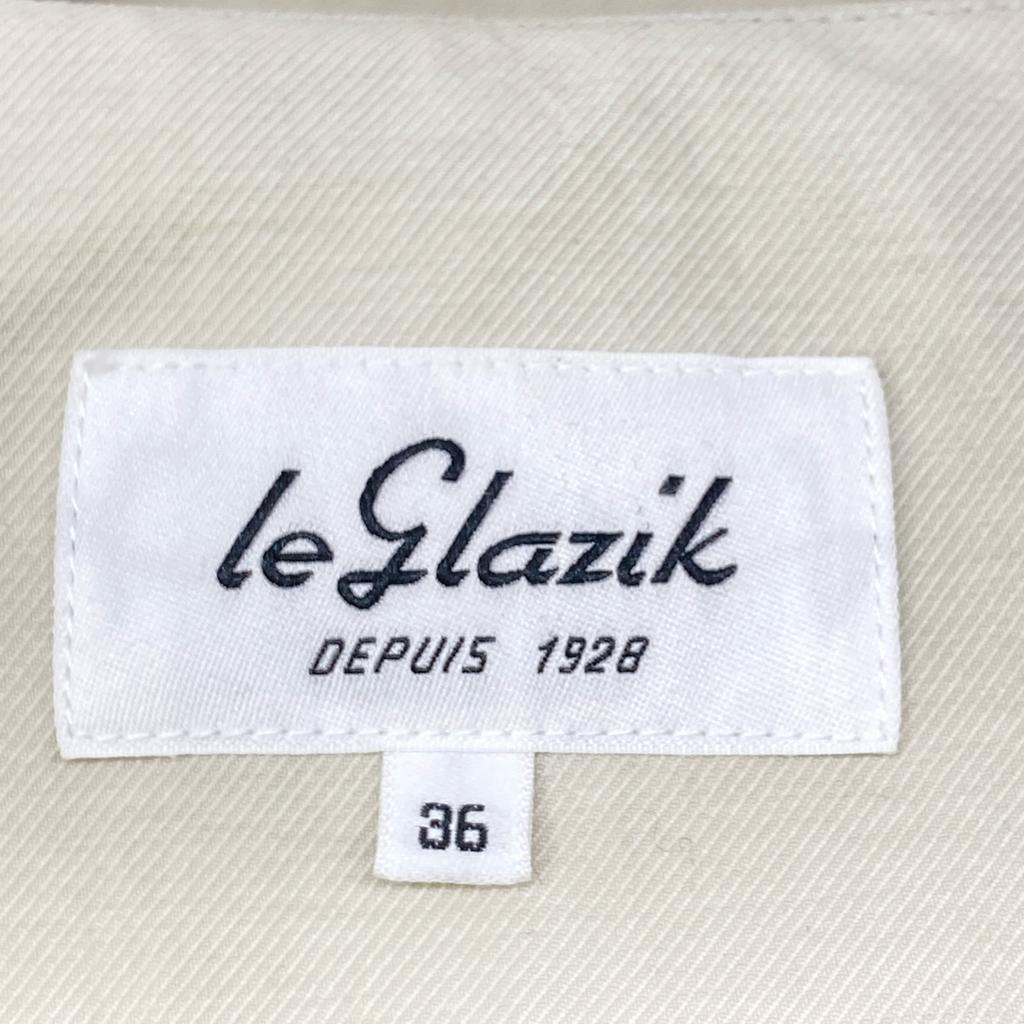 le Glazik
DEPUIS 1928
36